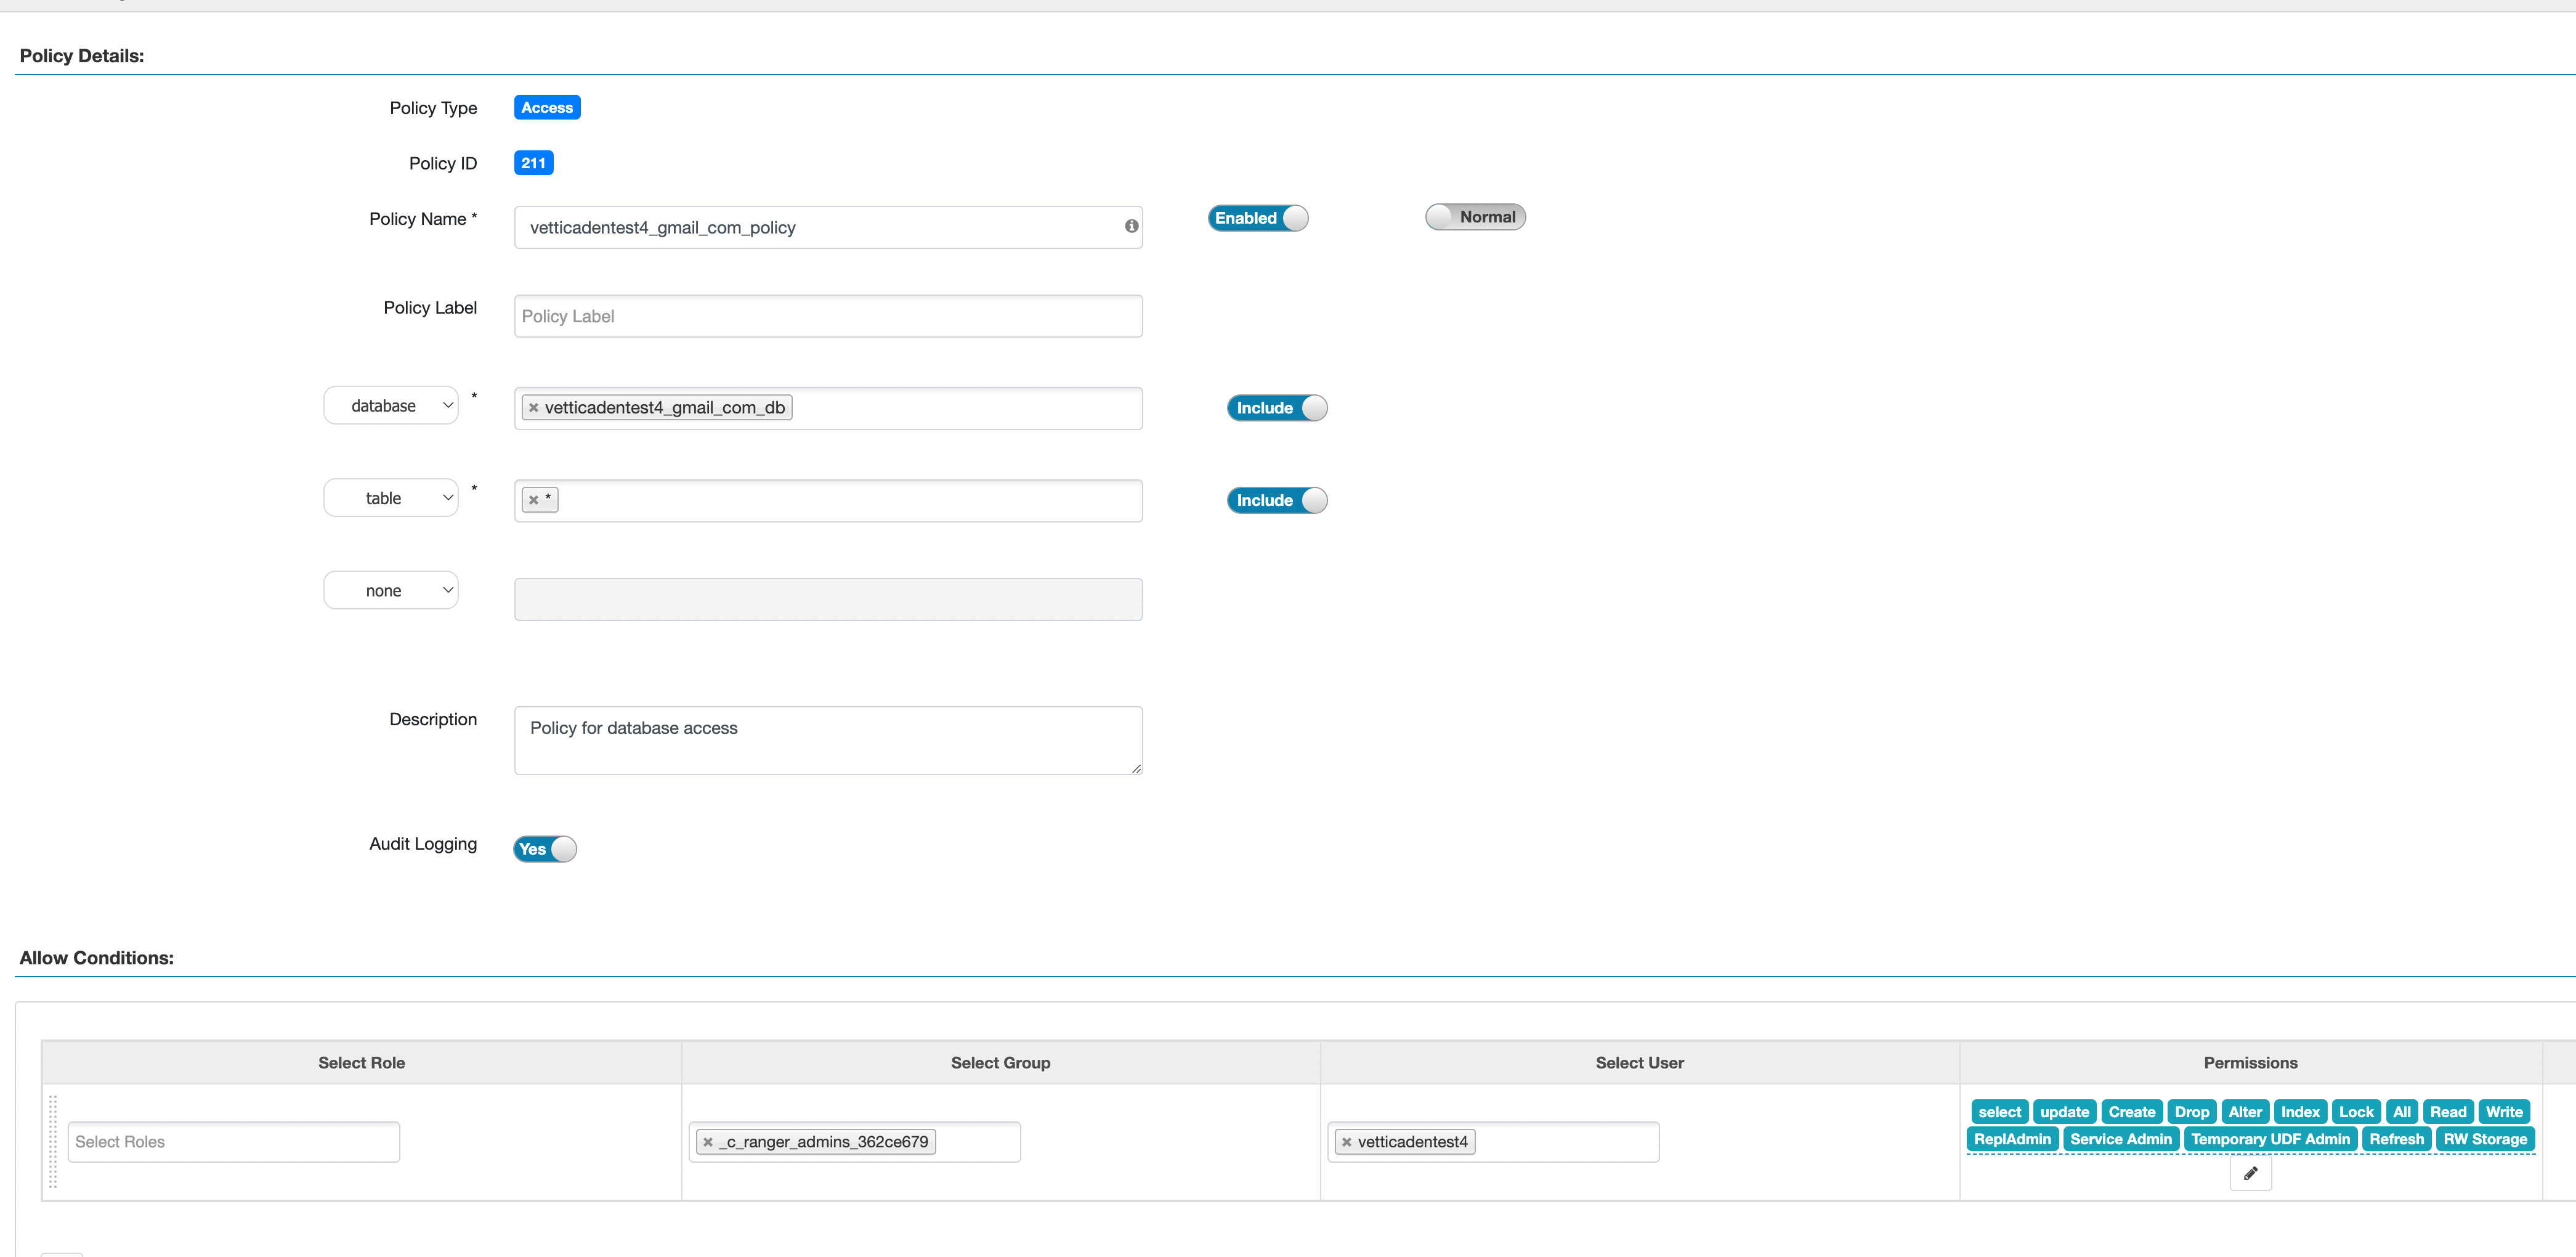 Policy Details:
Policy Type Access
Policy ID 211
Policy Name * vetticadentest4_gmail_com_policy Enabled Normal
Policy Label Policy Label
database * × vetticadentest4_gmail_com_db Include
table * × * Include
none
Description Policy for database access
Audit Logging Yes
Allow Conditions:
Select Role Select Group Select User Permissions
select update Create Drop Alter Index Lock All Read Write
Select Roles × _c_ranger_admins_362ce679 × vetticadentest4 ReplAdmin Service Admin Temporary UDF Admin Refresh RW Storage